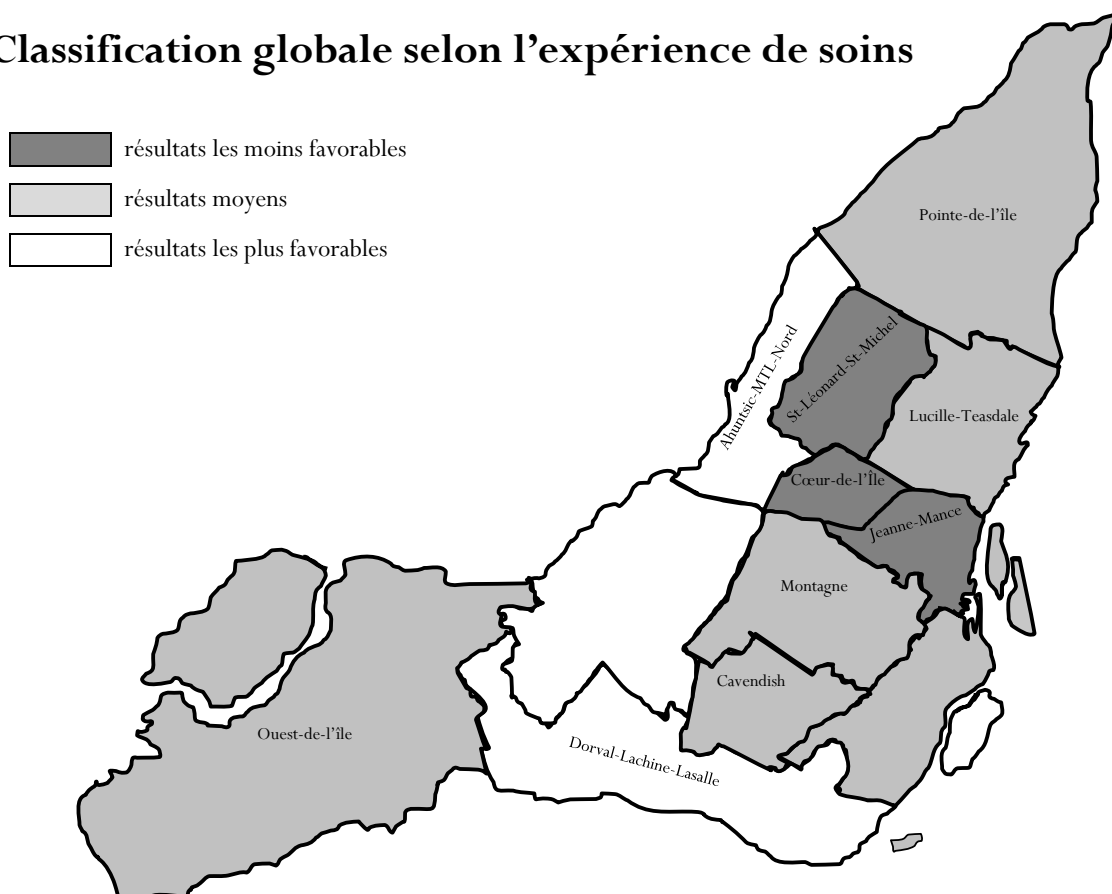 Classification globale selon l’expérience de soins
résultats les moins favorables
résultats moyens
résultats les plus favorables
Pointe-de-l’île
Ahuntsic-MTL-Nord
St-Léonard-St-Michel
Lucille-Teasdale
Cœur-de-l’Île
Jeanne-Mance
Montagne
Cavendish
Ouest-de-l’île
Dorval-Lachine-Lasalle